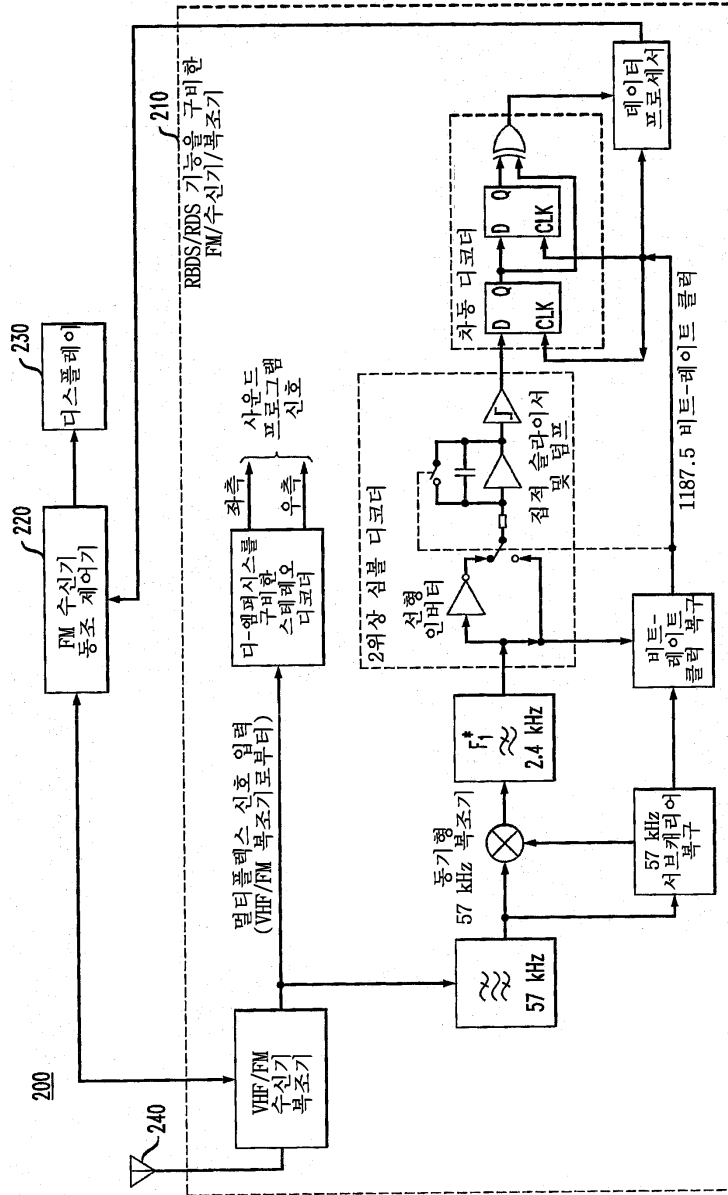 200
240
VHF/FM
수신기
복조기
FM 수신기
동조 제어기
220
디스플레이
230
210
RBDS/RDS 기능을 구비한
FM/수신기/복조기
멀티플렉스 신호 입력
(VHF/FM 복조기로부터)
디-엠퍼시스를
구비한
스테레오
디코더
좌측
우측
사운드
프로그램
신호
57 kHz
동기형
57 kHz 복조기
57 kHz
서브캐리어
복구
F₁#
2.4 kHz
2위상 심볼 디코더
선형
인버터
집적 슬라이서
및
덤프
비트-
레이트
클럭 복구
1187.5 비트-레이트 클럭
차동 디코더
D Q
CLK
D Q
CLK
데이터
프로세서